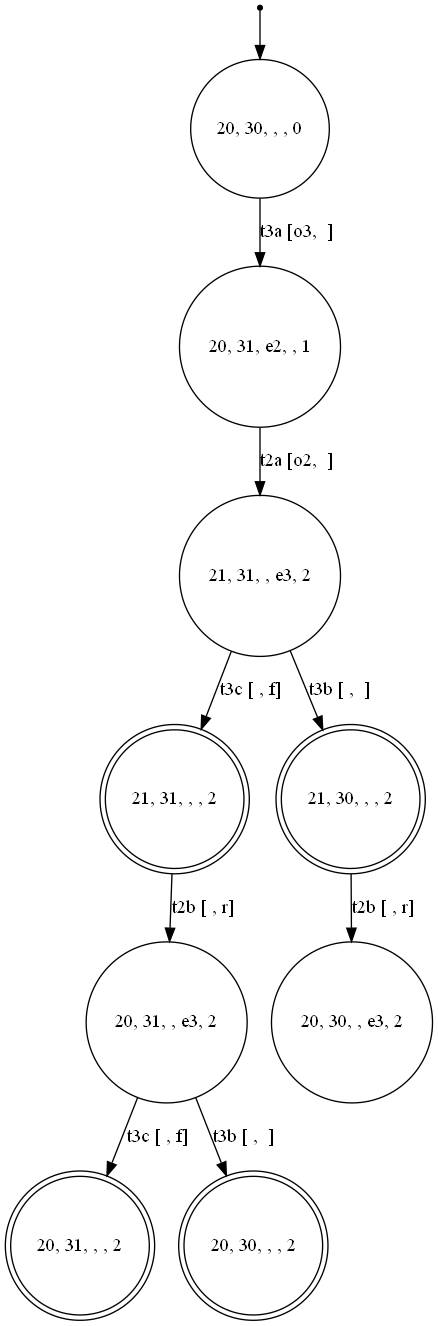 20, 30, , , 0
t3a [o3,  ]
20, 31, e2, , 1
t2a [o2,  ]
21, 31, , e3, 2
t3c [ , f]
t3b [ ,  ]
21, 31, , , 2
21, 30, , , 2
t2b [ , r]
t2b [ , r]
20, 31, , e3, 2
20, 30, , e3, 2
t3c [ , f]
t3b [ ,  ]
20, 31, , , 2
20, 30, , , 2